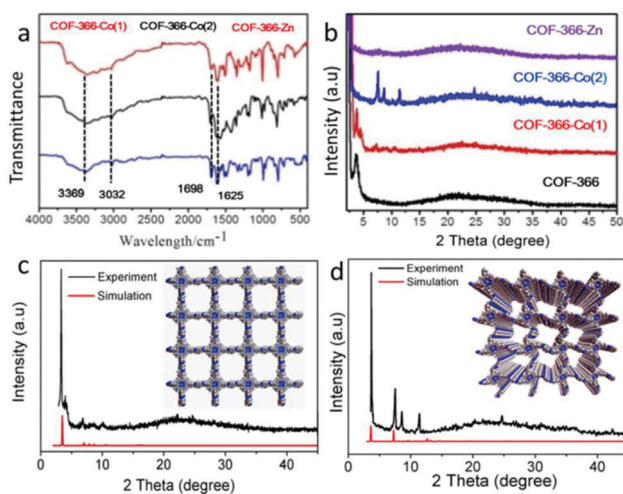 a
COF-366-Co(1) COF-366-Co(2) COF-366-Zn
Transmittance
3369 3032 1698 1625
4000 3500 3000 2500 2000 1500 1000 500
Wavelength/cm-1
b
COF-366-Zn
COF-366-Co(2)
COF-366-Co(1)
COF-366
Intensity (a.u)
5 10 15 20 25 30 35 40 45 50
2 Theta (degree)
c
Experiment
Simulation
Intensity (a.u)
0 10 20 30 40
2 Theta (degree)
d
Experiment
Simulation
Intensity (a.u)
0 10 20 30 40
2 Theta (degree)